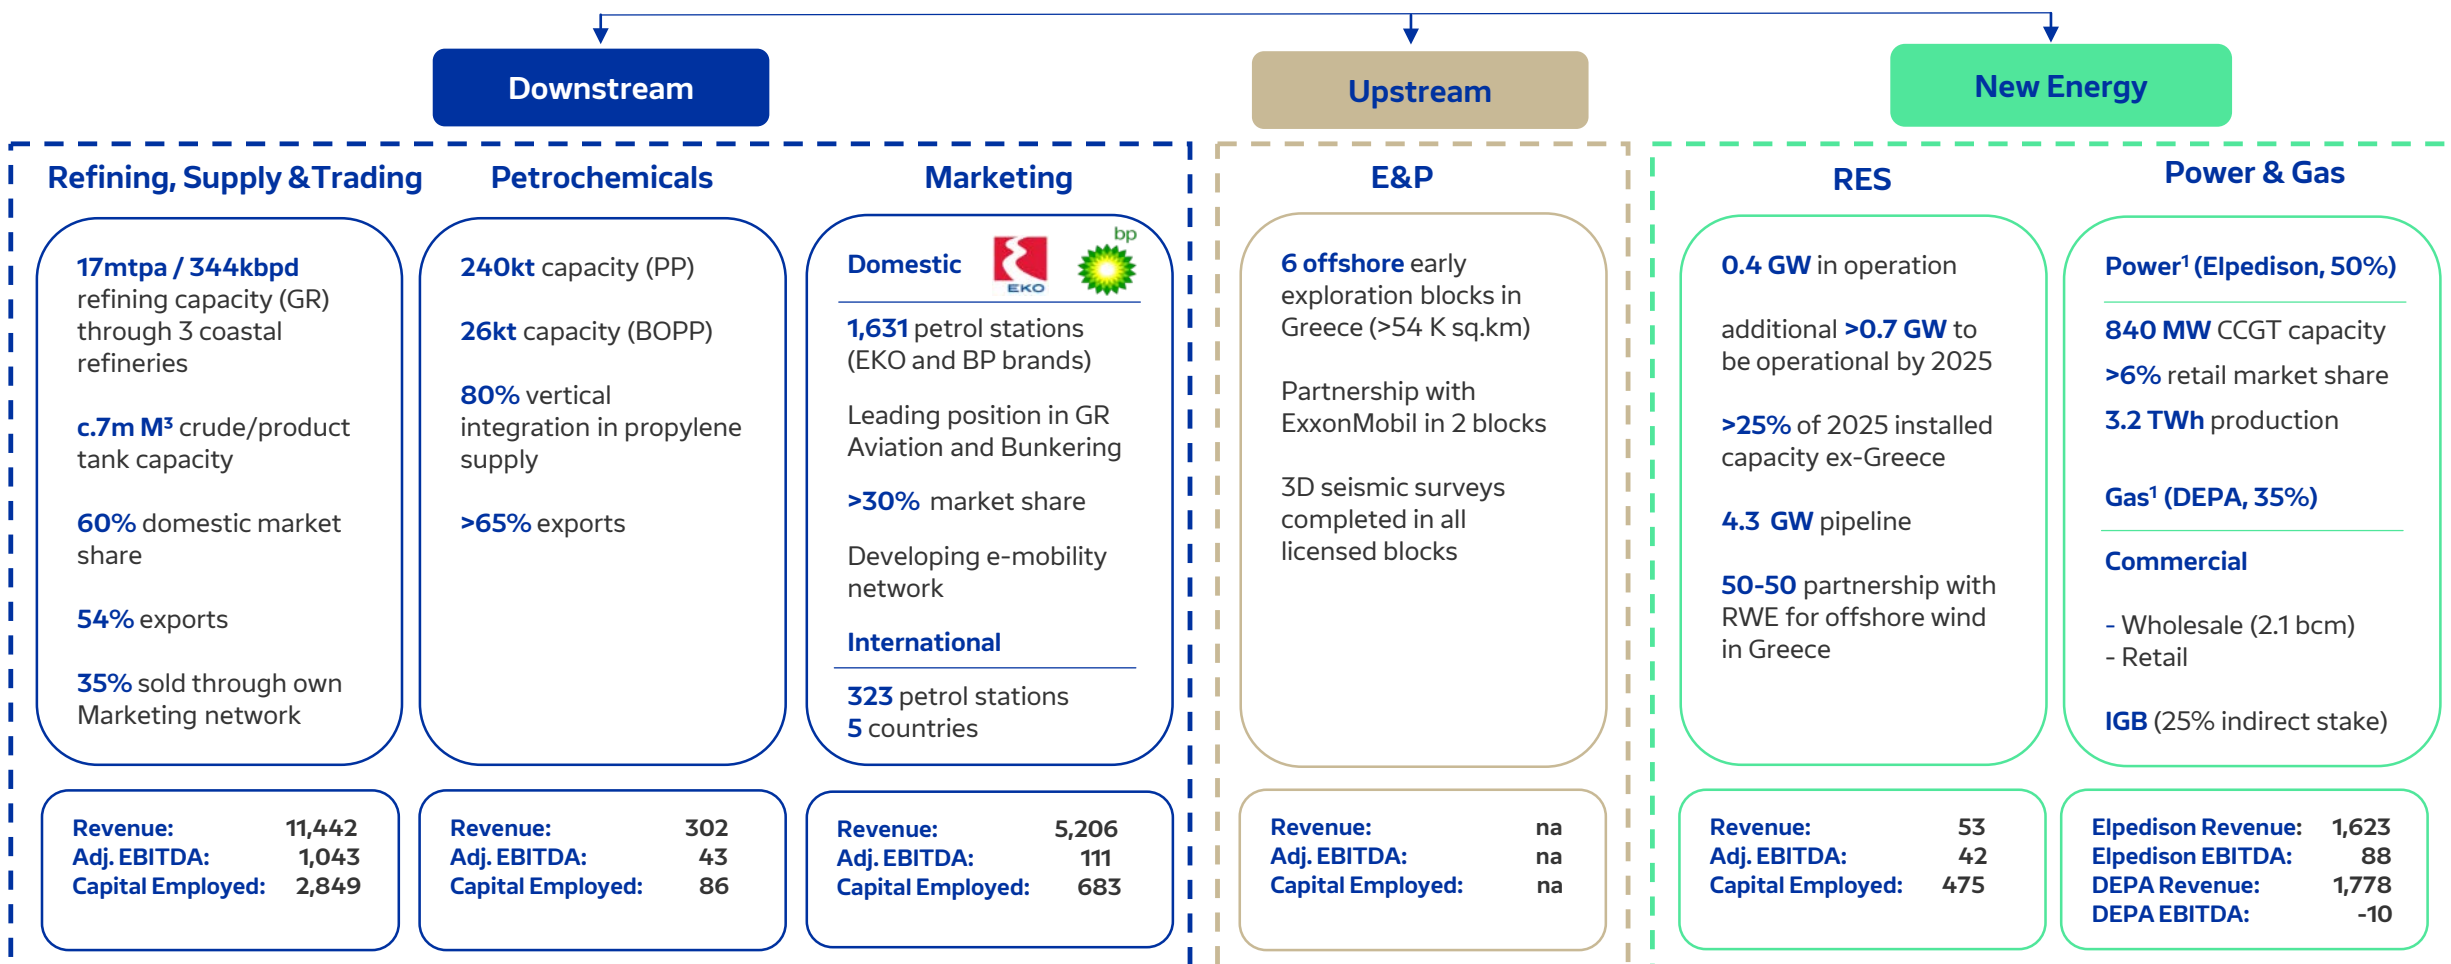 Downstream
Upstream
New Energy
Refining, Supply & Trading
17mtpa / 344kbpd
refining capacity (GR)
through 3 coastal
refineries
c.7m M³ crude/product
tank capacity
60% domestic market
share
54% exports
35% sold through own
Marketing network
Revenue: 11,442
Adj. EBITDA: 1,043
Capital Employed: 2,849
Petrochemicals
240kt capacity (PP)
26kt capacity (BOPP)
80% vertical
integration in propylene
supply
>65% exports
Revenue: 302
Adj. EBITDA: 43
Capital Employed: 86
Marketing
Domestic
EKO
bp
1,631 petrol stations
(EKO and BP brands)
Leading position in GR
Aviation and Bunkering
>30% market share
Developing e-mobility
network
International
323 petrol stations
5 countries
Revenue: 5,206
Adj. EBITDA: 111
Capital Employed: 683
E&P
6 offshore early
exploration blocks in
Greece (>54 K sq.km)
Partnership with
ExxonMobil in 2 blocks
3D seismic surveys
completed in all
licensed blocks
Revenue: na
Adj. EBITDA: na
Capital Employed: na
RES
0.4 GW in operation
additional >0.7 GW to
be operational by 2025
>25% of 2025 installed
capacity ex-Greece
4.3 GW pipeline
50-50 partnership with
RWE for offshore wind
in Greece
Revenue: 53
Adj. EBITDA: 42
Capital Employed: 475
Power & Gas
Power¹ (Elpedison, 50%)
840 MW CCGT capacity
>6% retail market share
3.2 TWh production
Gas¹ (DEPA, 35%)
Commercial
- Wholesale (2.1 bcm)
- Retail
IGB (25% indirect stake)
Elpedison Revenue: 1,623
Elpedison EBITDA: 88
DEPA Revenue: 1,778
DEPA EBITDA: -10